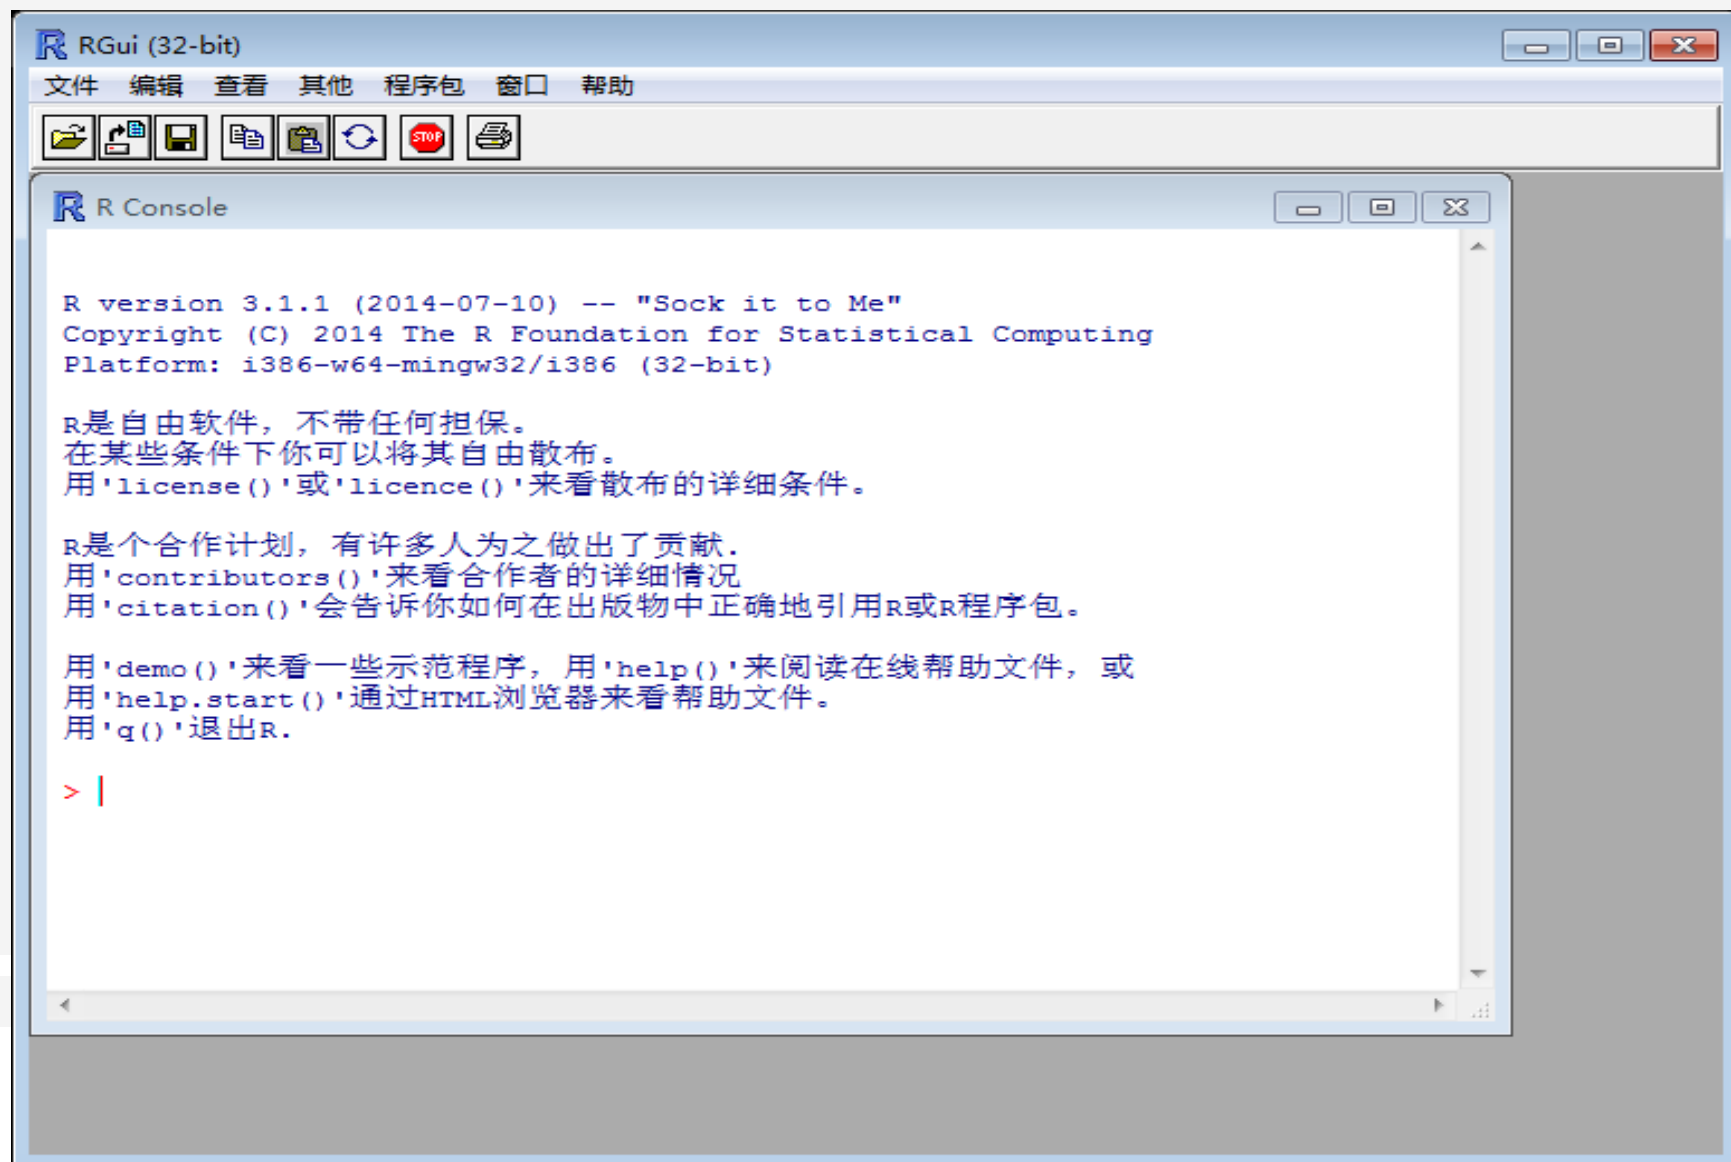 RGui (32-bit)
文件 编辑 查看 其他 程序包 窗口 帮助
STOP
R Console
R version 3.1.1 (2014-07-10) -- "Sock it to Me"
Copyright (C) 2014 The R Foundation for Statistical Computing
Platform: i386-w64-mingw32/i386 (32-bit)
R是自由软件，不带任何担保。
在某些条件下你可以将其自由散布。
用'license()'或'licence()'来看散布的详细条件。
R是个合作计划，有许多人为之做出了贡献.
用'contributors()'来看合作者的详细情况
用'citation()'会告诉你如何在出版物中正确地引用R或R程序包。
用'demo()'来看一些示范程序，用'help()'来阅读在线帮助文件，或
用'help.start()'通过HTML浏览器来看帮助文件。
用'q()'退出R.
>